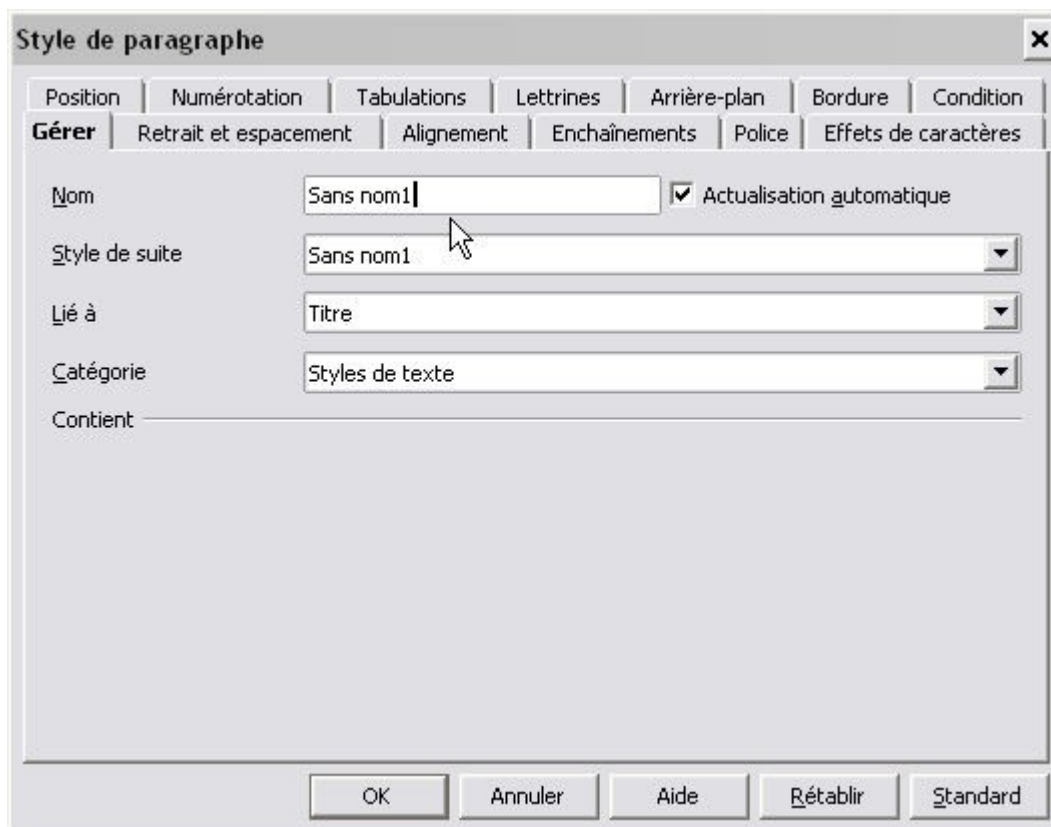 Style de paragraphe
Position Numérotation Tabulations Lettrines Arrière-plan Bordure Condition
Gérer Retrait et espacement Alignement Enchaînements Police Effets de caractères
Nom Sans nom1 Actualisation automatique
Style de suite Sans nom1
Lié à Titre
Catégorie Styles de texte
Contient
OK Annuler Aide Rétablir Standard